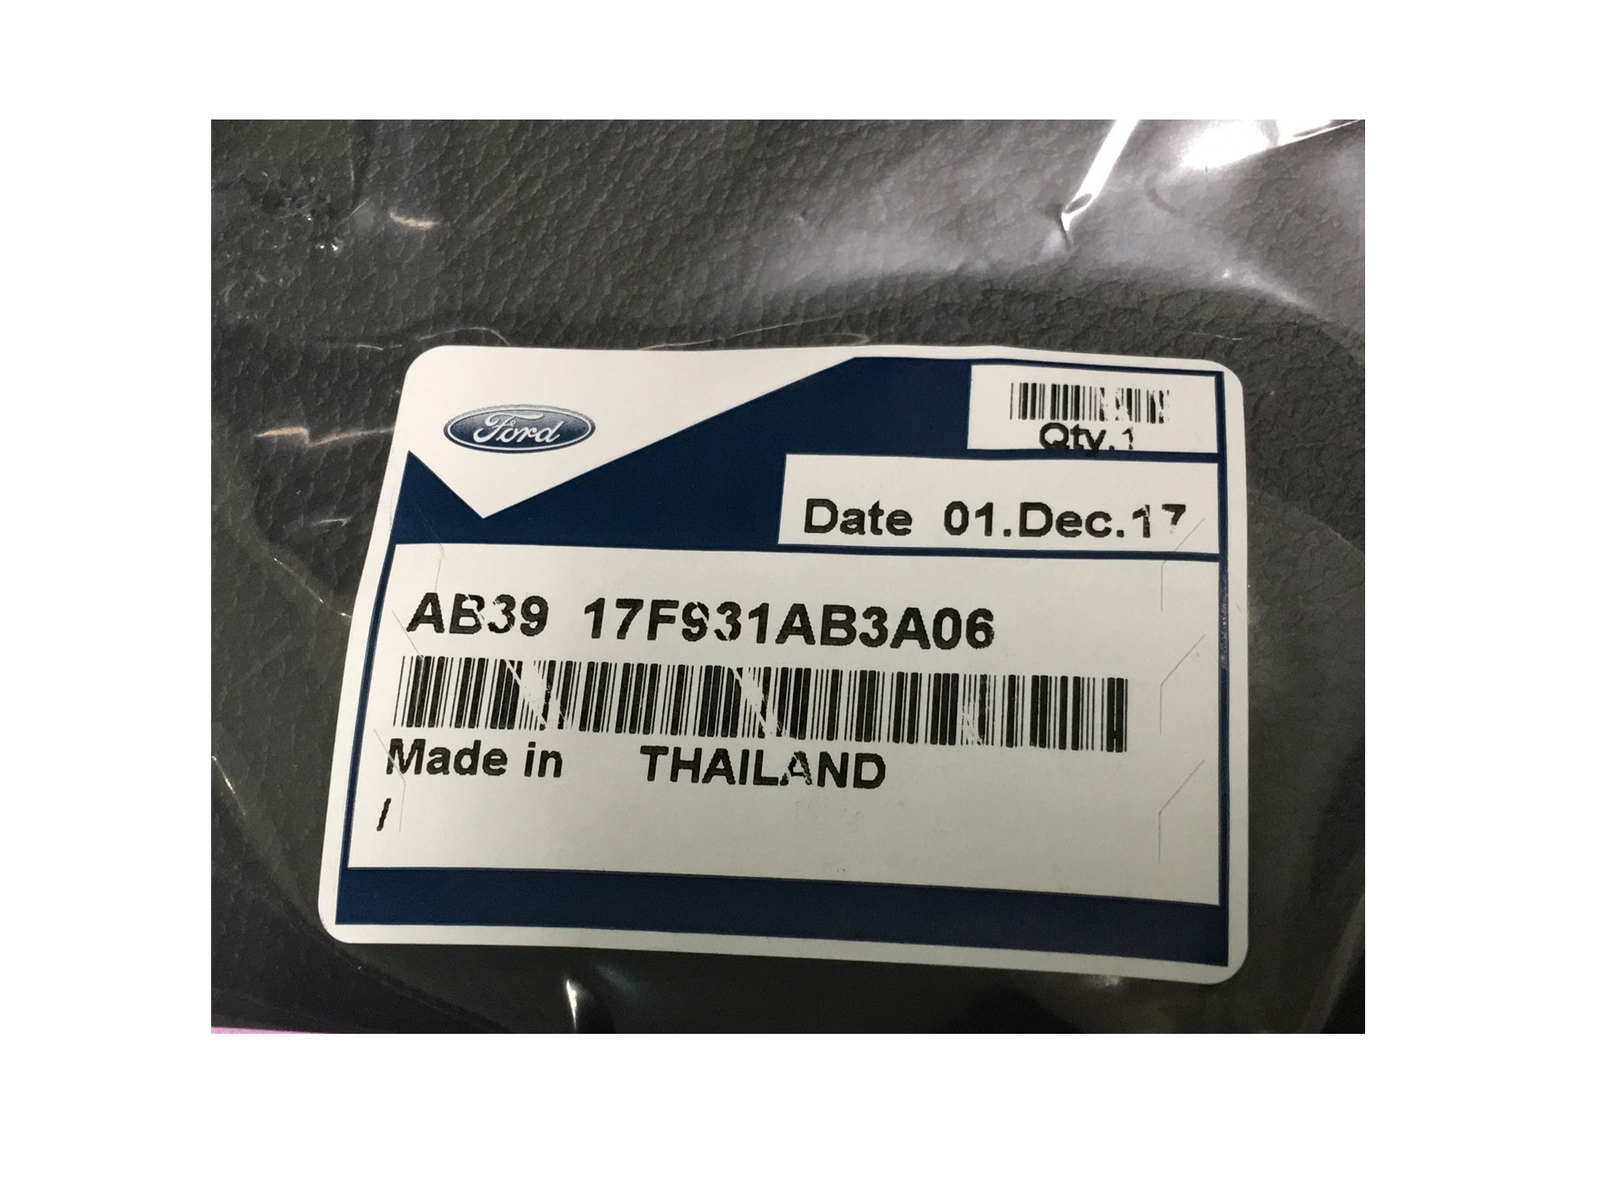 Ford
Qty.1
Date 01.Dec.17
AB39 17F931AB3A06
Made in THAILAND
/